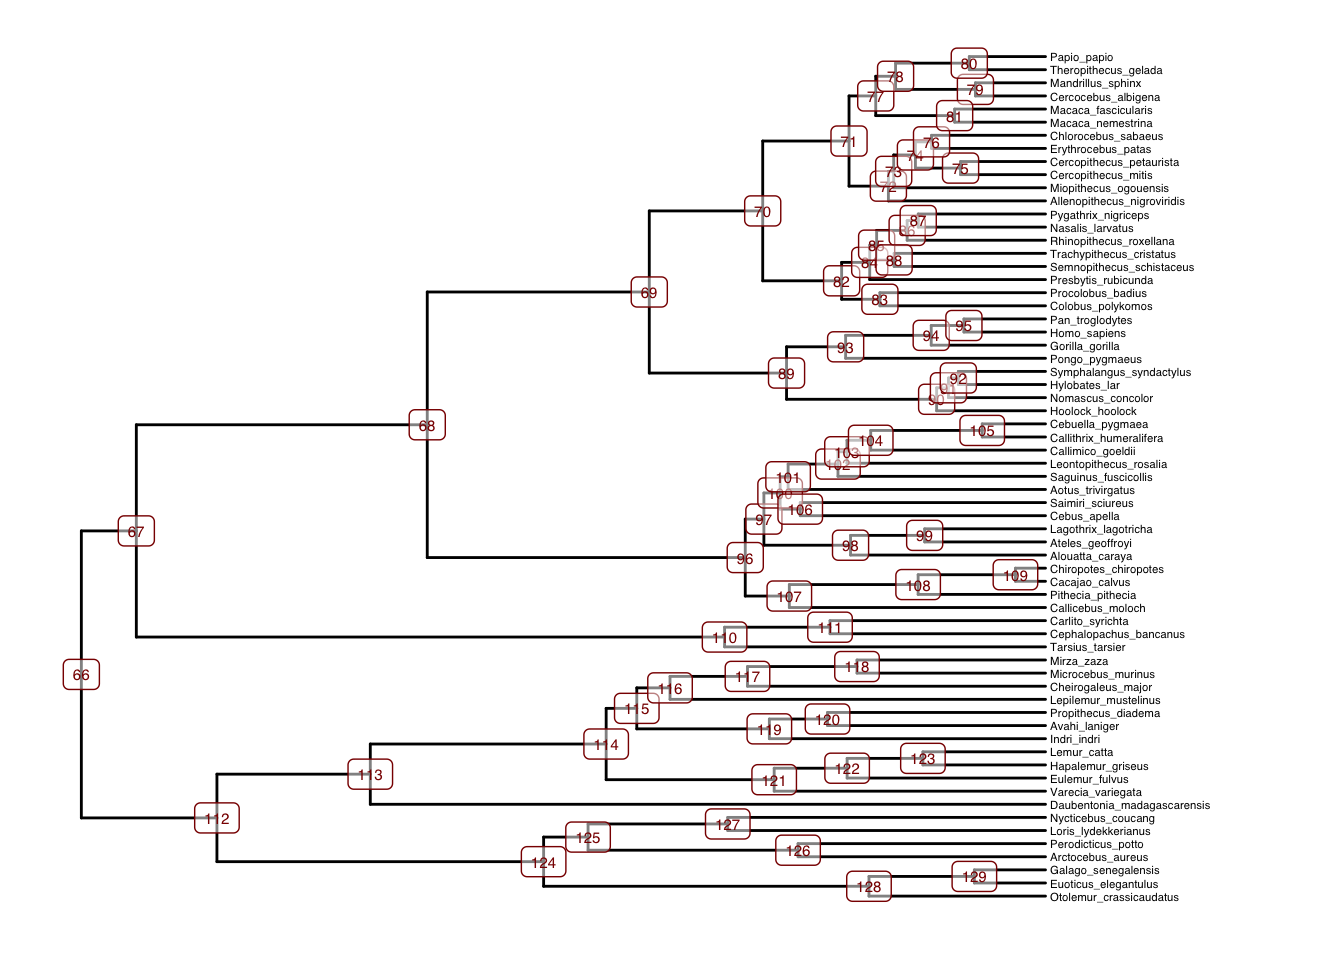 Papio_papio
80
Theropithecus_gelada
78
Mandrillus_sphinx
79
77
Cercocebus_albigena
Macaca_fascicularis
81
Macaca_nemestrina
Chlorocebus_sabaeus
76
71
Erythrocebus_patas
74
Cercopithecus_petaurista
75
73
Cercopithecus_mitis
72
Miopithecus_ogouensis
Allenopithecus_nigroviridis
70
Pygathrix_nigriceps
87
Nasalis_larvatus
86
Rhinopithecus_roxellana
85
Trachypithecus_cristatus
88
84
Semnopithecus_schistaceus
82
Presbytis_rubicunda
69
Procolobus_badius
83
Colobus_polykomos
Pan_troglodytes
95
Homo_sapiens
94
93
Gorilla_gorilla
Pongo_pygmaeus
89
Symphalangus_syndactylus
92
Hylobates_lar
90
Nomascus_concolor
Hoolock_hoolock
68
Cebuella_pygmaea
105
Callithrix_humeralifera
104
Callimico_goeldii
103
102
Leontopithecus_rosalia
101
Saguinus_fuscicollis
100
Aotus_trivirgatus
Saimiri_sciureus
106
Cebus_apella
97
67
Lagothrix_lagotricha
99
Ateles_geoffroyi
98
Alouatta_caraya
96
Chiropotes_chiropotes
109
Cacajao_calvus
108
Pithecia_pithecia
107
Callicebus_moloch
Carlito_syrichta
111
Cephalopachus_bancanus
110
Tarsius_tarsier
Mirza_zaza
118
66
Microcebus_murinus
117
Cheirogaleus_major
116
Lepilemur_mustelinus
115
Propithecus_diadema
120
Avahi_laniger
119
Indri_indri
114
Lemur_catta
123
Hapalemur_griseus
122
113
Eulemur_fulvus
121
Varecia_variegata
Daubentonia_madagascarensis
112
Nycticebus_coucang
127
Loris_lydekkerianus
125
Perodicticus_potto
126
Arctocebus_aureus
124
Galago_senegalensis
129
Euoticus_elegantulus
128
Otolemur_crassicaudatus